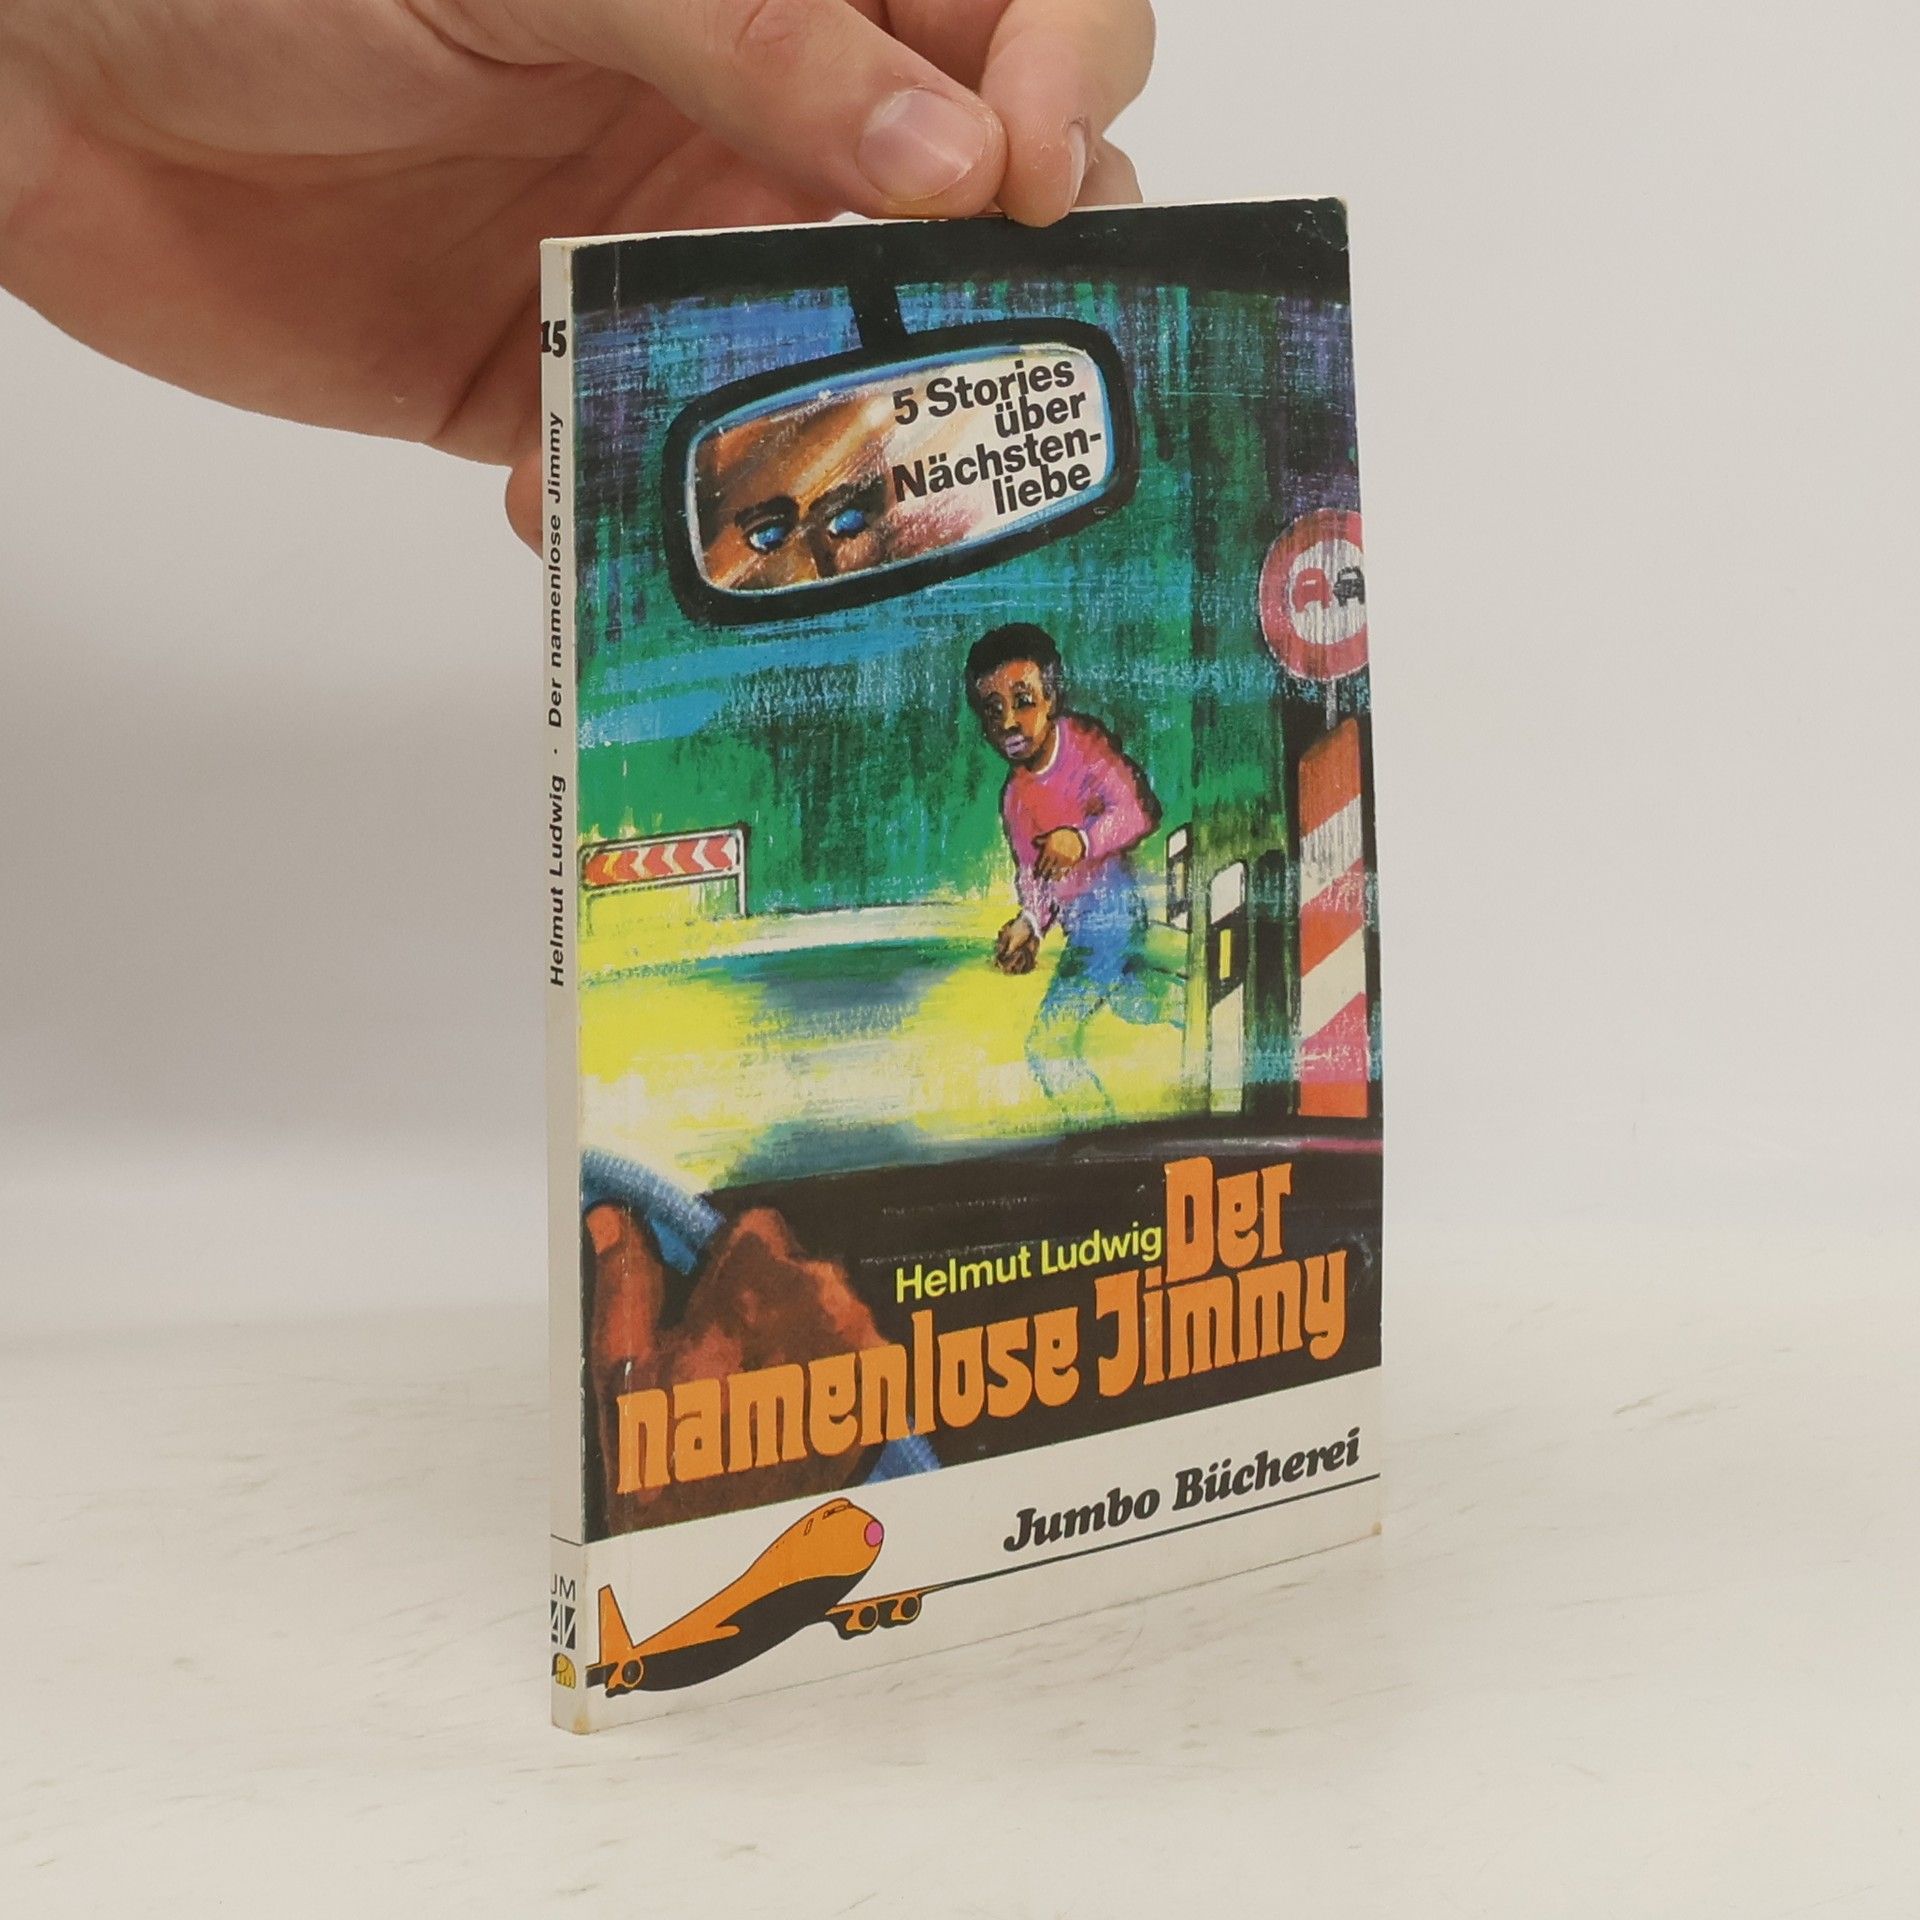 15
Helmut Ludwig · Der namenlose Jimmy
5 Stories
über
Nächsten-
liebe
Helmut Ludwig
Der
namenlose Jimmy
Jumbo Bücherei